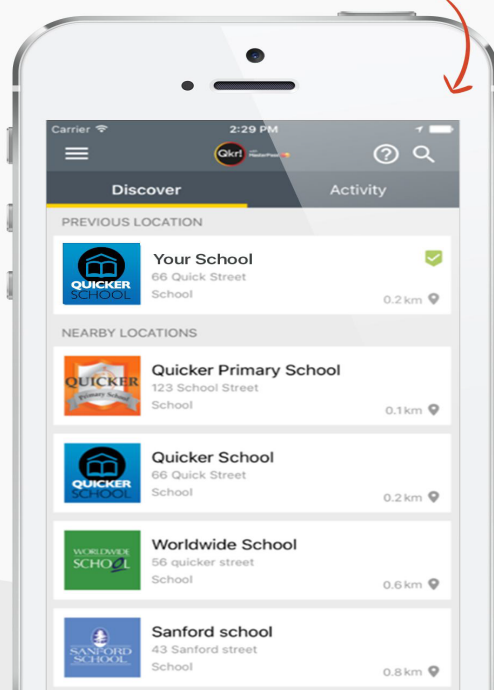 Carrier 2:29 PM
Qkr!
Discover Activity
PREVIOUS LOCATION
QUICKER
SCHOOL
Your School
66 Quick Street
School
0.2 km
NEARBY LOCATIONS
QUICKER
Primary School
Quicker Primary School
123 School Street
School
0.1 km
QUICKER
SCHOOL
Quicker School
66 Quick Street
School
0.2 km
WORLDWIDE
SCHOOL
Worldwide School
56 quicker street
School
0.6 km
SANFORD
SCHOOL
Sanford school
43 Sanford street
School
0.8 km